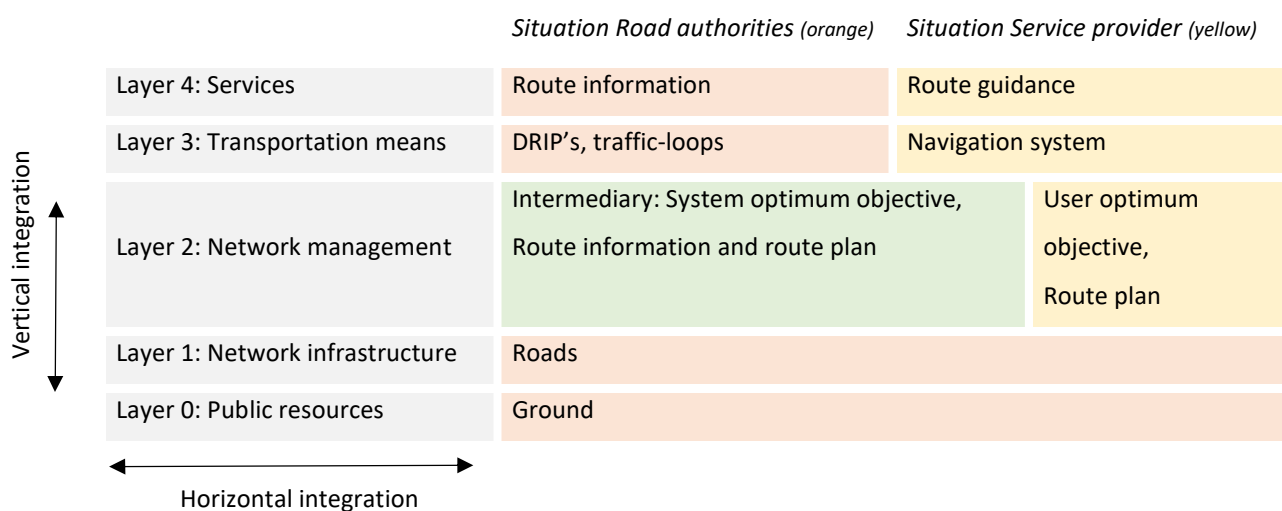 Situation Road authorities (orange)
Situation Service provider (yellow)
Layer 4: Services
Route information
Route guidance
Layer 3: Transportation means
DRIP's, traffic-loops
Navigation system
Layer 2: Network management
Intermediary: System optimum objective,
Route information and route plan
User optimum
objective,
Route plan
Layer 1: Network infrastructure
Roads
Layer 0: Public resources
Ground
Vertical integration
Horizontal integration